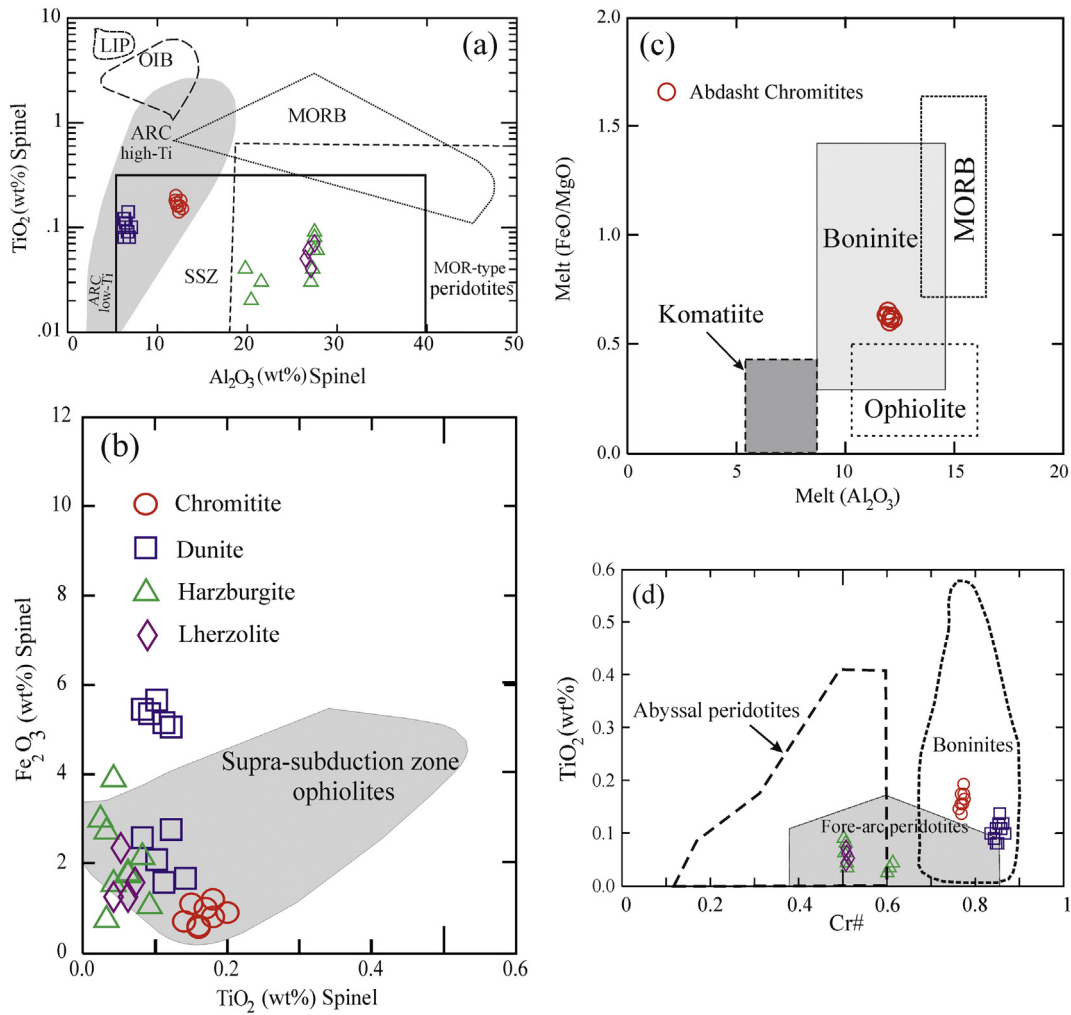 (a)
TiO₂ (wt%) Spinel
10
1
.1
.01
LIP
OIB
ARC
high-Ti
MORB
ARC
low-Ti
SSZ
MOR-type
peridotites
0
10
20
30
40
50
Al₂O₃ (wt%) Spinel
(c)
Abdasht Chromitites
Melt (FeO/MgO)
2.0
1.5
1.0
0.5
0.0
Boninite
MORB
Komatiite
Ophiolite
0
5
10
15
20
Melt (Al₂O₃)
(b)
Fe₂O₃ (wt%) Spinel
12
10
8
6
4
2
0
Chromitite
Dunite
Harzburgite
Lherzolite
Supra-subduction zone
ophiolites
0.0
0.2
0.4
0.6
TiO₂ (wt%) Spinel
(d)
TiO₂(wt%)
0.6
0.5
0.4
0.3
0.2
0.1
0.0
Abyssal peridotites
Boninites
Fore-arc peridotites
0
0.2
0.4
0.6
0.8
1
Cr#